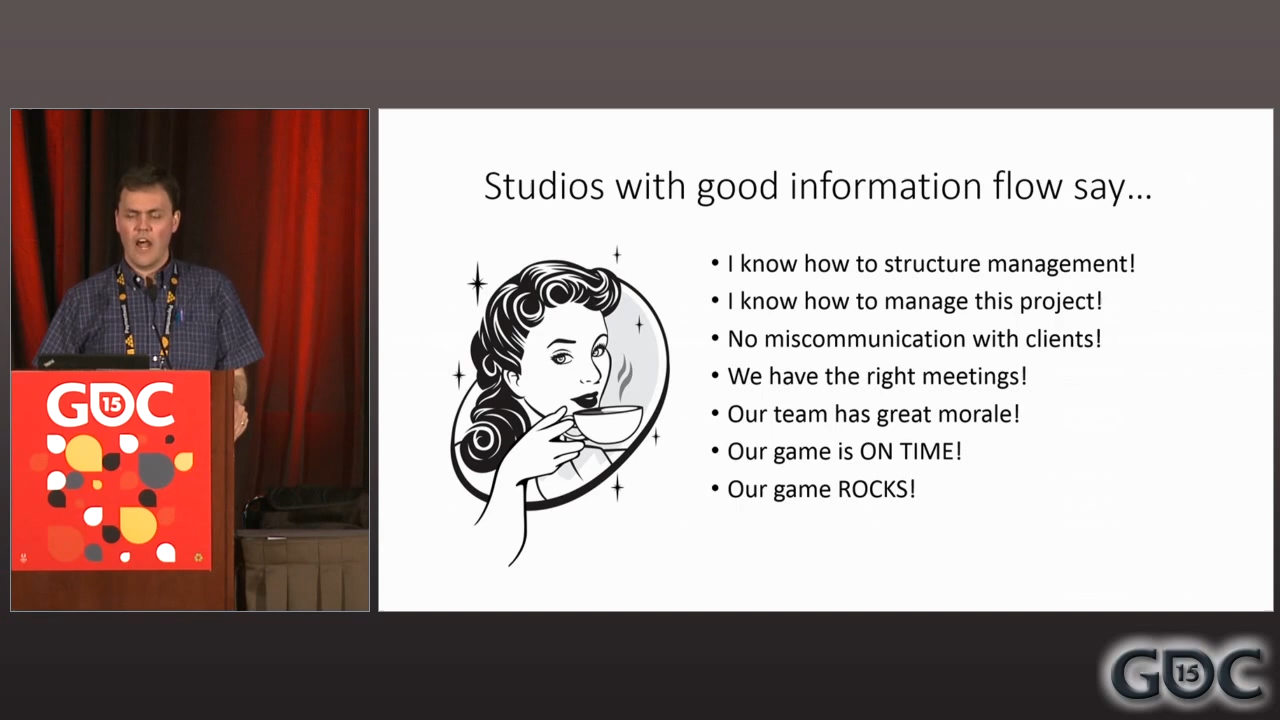 Studios with good information flow say...
• I know how to structure management!
• I know how to manage this project!
• No miscommunication with clients!
• We have the right meetings!
• Our team has great morale!
• Our game is ON TIME!
• Our game ROCKS!
GDC
15
GDC
15